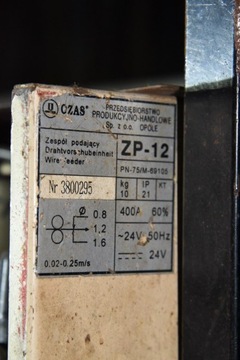 OZAS®
PRZEDSIĘBIORSTWO
PRODUKCYJNO-HANDLOWE
Sp. z o.o. OPOLE
Zespół podający
Drahtvorschubeinheit
Wire-feeder
ZP-12
PN-75/M-69105
Nr 3800295
kg 10
IP 21
KT
Ø 0.8
1.2
1.6
400A 60%
~24V 50Hz
24V
0.02-0.25m/s